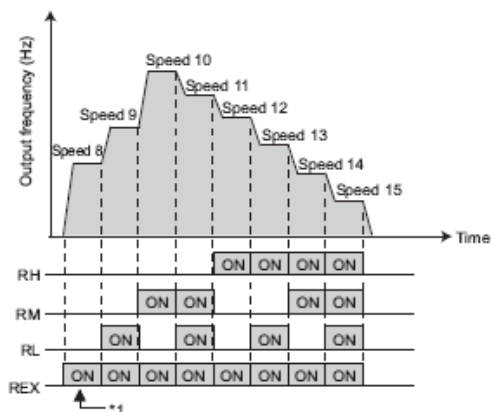 Output frequency (Hz)
Speed 10
Speed 11
Speed 9
Speed 12
Speed 13
Speed 8
Speed 14
Speed 15
Time
RH
ON ON ON ON
RM
ON ON ON ON
RL
ON ON ON ON
REX
ON ON ON ON ON ON ON ON
*1